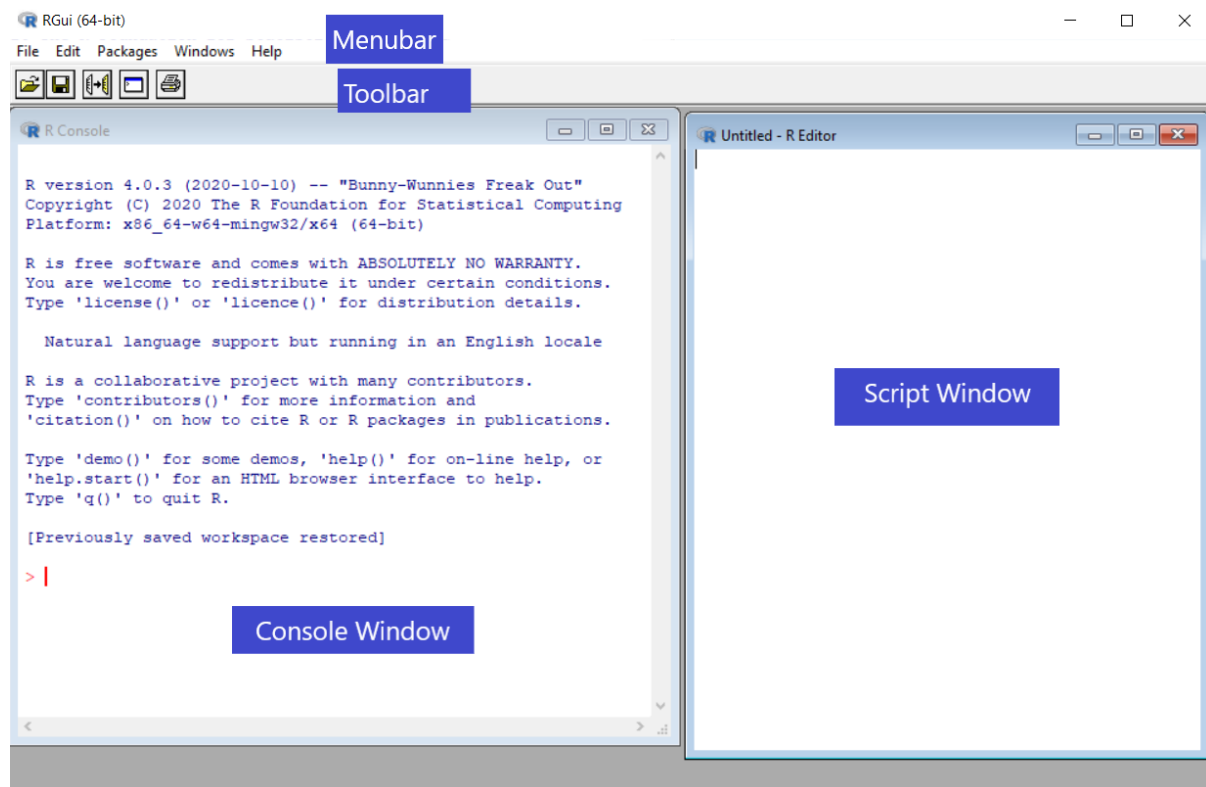 RGui (64-bit)
File Edit Packages Windows Help
Menubar
Toolbar
R Console
R version 4.0.3 (2020-10-10) -- "Bunny-Wunnies Freak Out"
Copyright (C) 2020 The R Foundation for Statistical Computing
Platform: x86_64-w64-mingw32/x64 (64-bit)
R is free software and comes with ABSOLUTELY NO WARRANTY.
You are welcome to redistribute it under certain conditions.
Type 'license()' or 'licence()' for distribution details.
Natural language support but running in an English locale
R is a collaborative project with many contributors.
Type 'contributors()' for more information and
'citation()' on how to cite R or R packages in publications.
Type 'demo()' for some demos, 'help()' for on-line help, or
'help.start()' for an HTML browser interface to help.
Type 'q()' to quit R.
[Previously saved workspace restored]
>
Console Window
Untitled - R Editor
Script Window